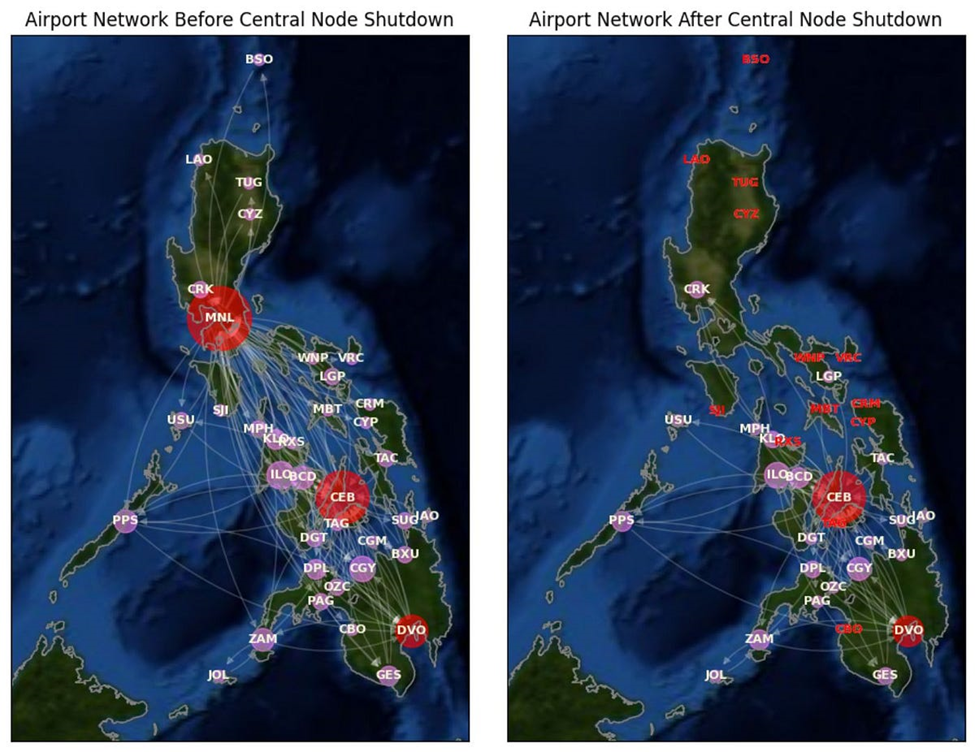 Airport Network Before Central Node Shutdown
BSO
LAO
TUG
CYZ
CRK
MNL
WNP VRC
LGP
SJI
MBT
CRM
USU
CYP
MPH
KLO
RXS
TAC
ILO
BCD
CEB
PPS
TAG
SUG
IAO
DGT
CGM
BXU
DPL
CGY
OZC
PAG
CBO
DVO
ZAM
JOL
GES
Airport Network After Central Node Shutdown
BSO
LAO
TUG
CYZ
CRK
WNP VRC
LGP
SJI
MBT
CRM
USU
CYP
MPH
KLO
RXS
TAC
ILO
BCD
CEB
PPS
TAG
SUG
IAO
DGT
CGM
BXU
DPL
CGY
OZC
PAG
CBO
DVO
ZAM
JOL
GES